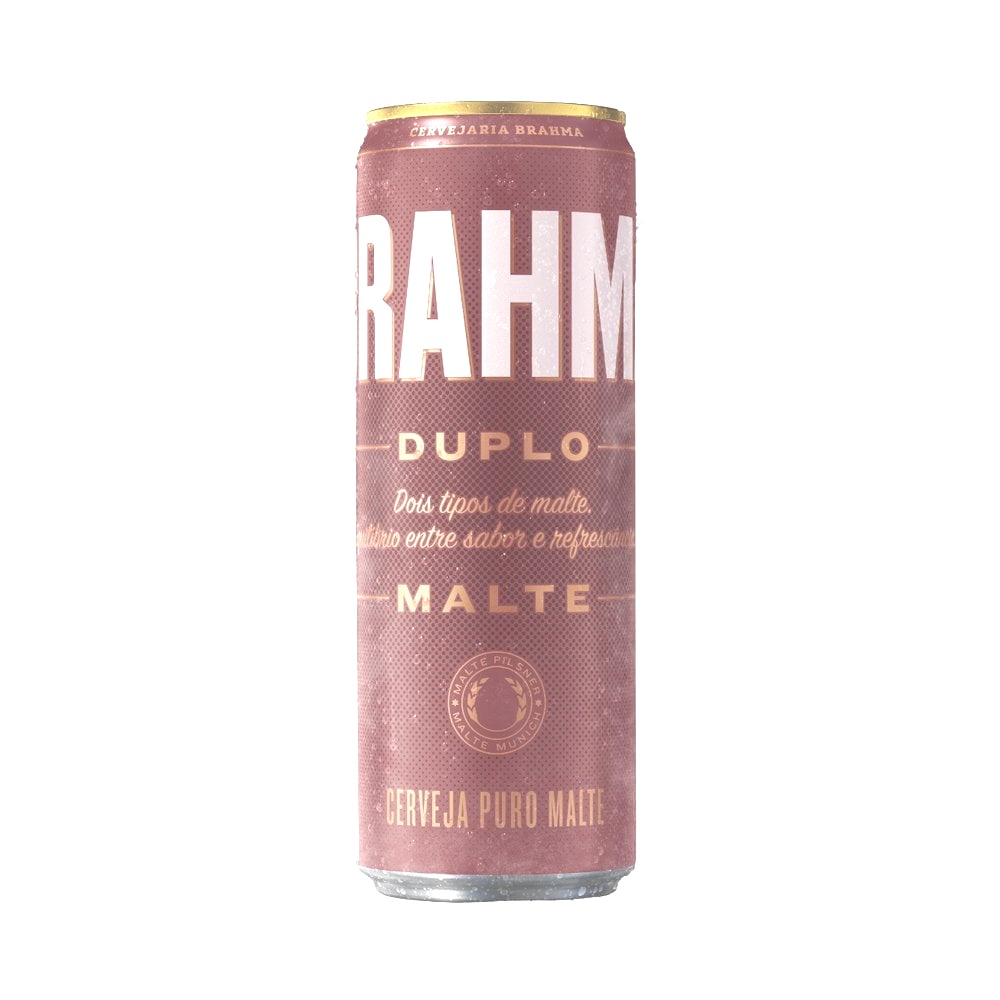 CERVEJARIA BRAHMA
RAHM
DUPLO
Dois tipos de malte.
entre sabor e
MALTE
MALTE PILSNER
MALTE MUNICH
CERVEJA PURO MALTE